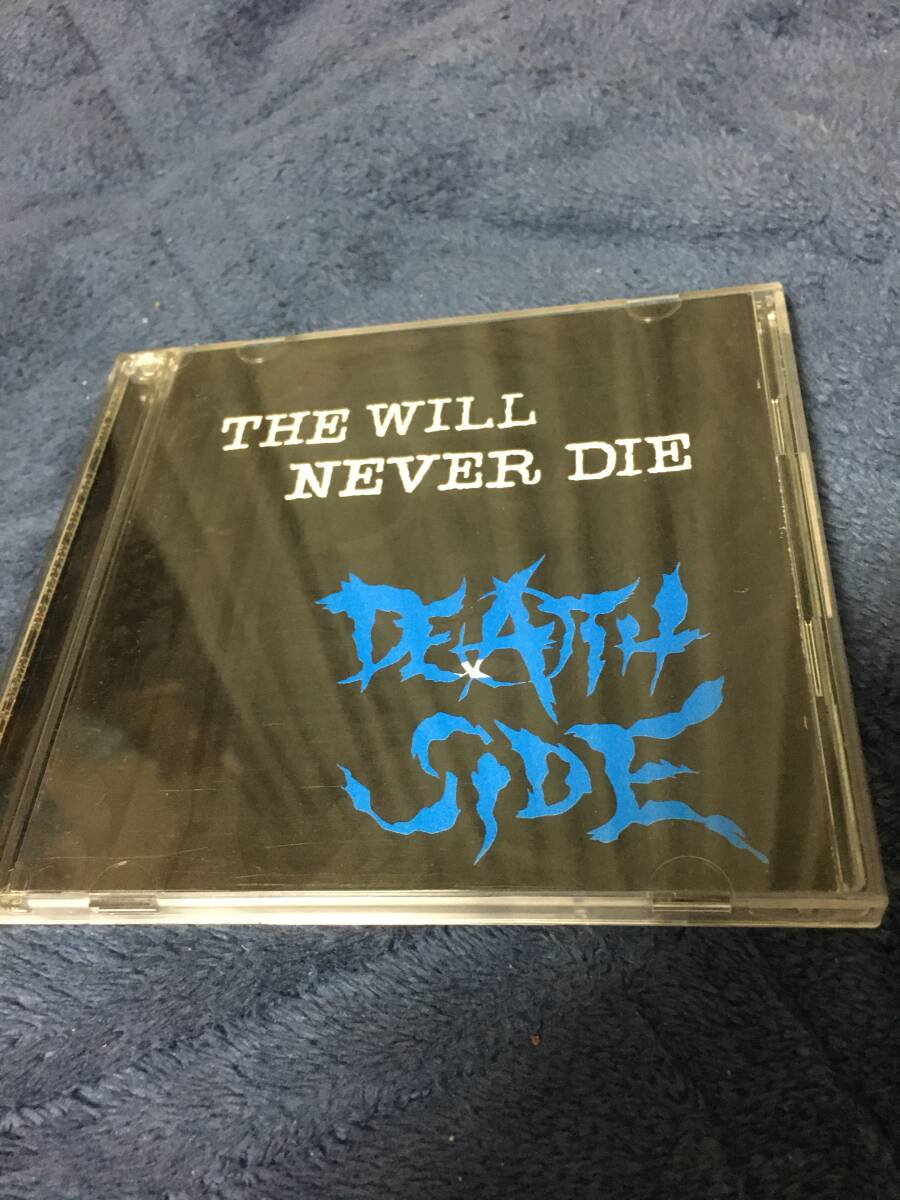 THE WILL
NEVER DIE
DEATH
SIDE